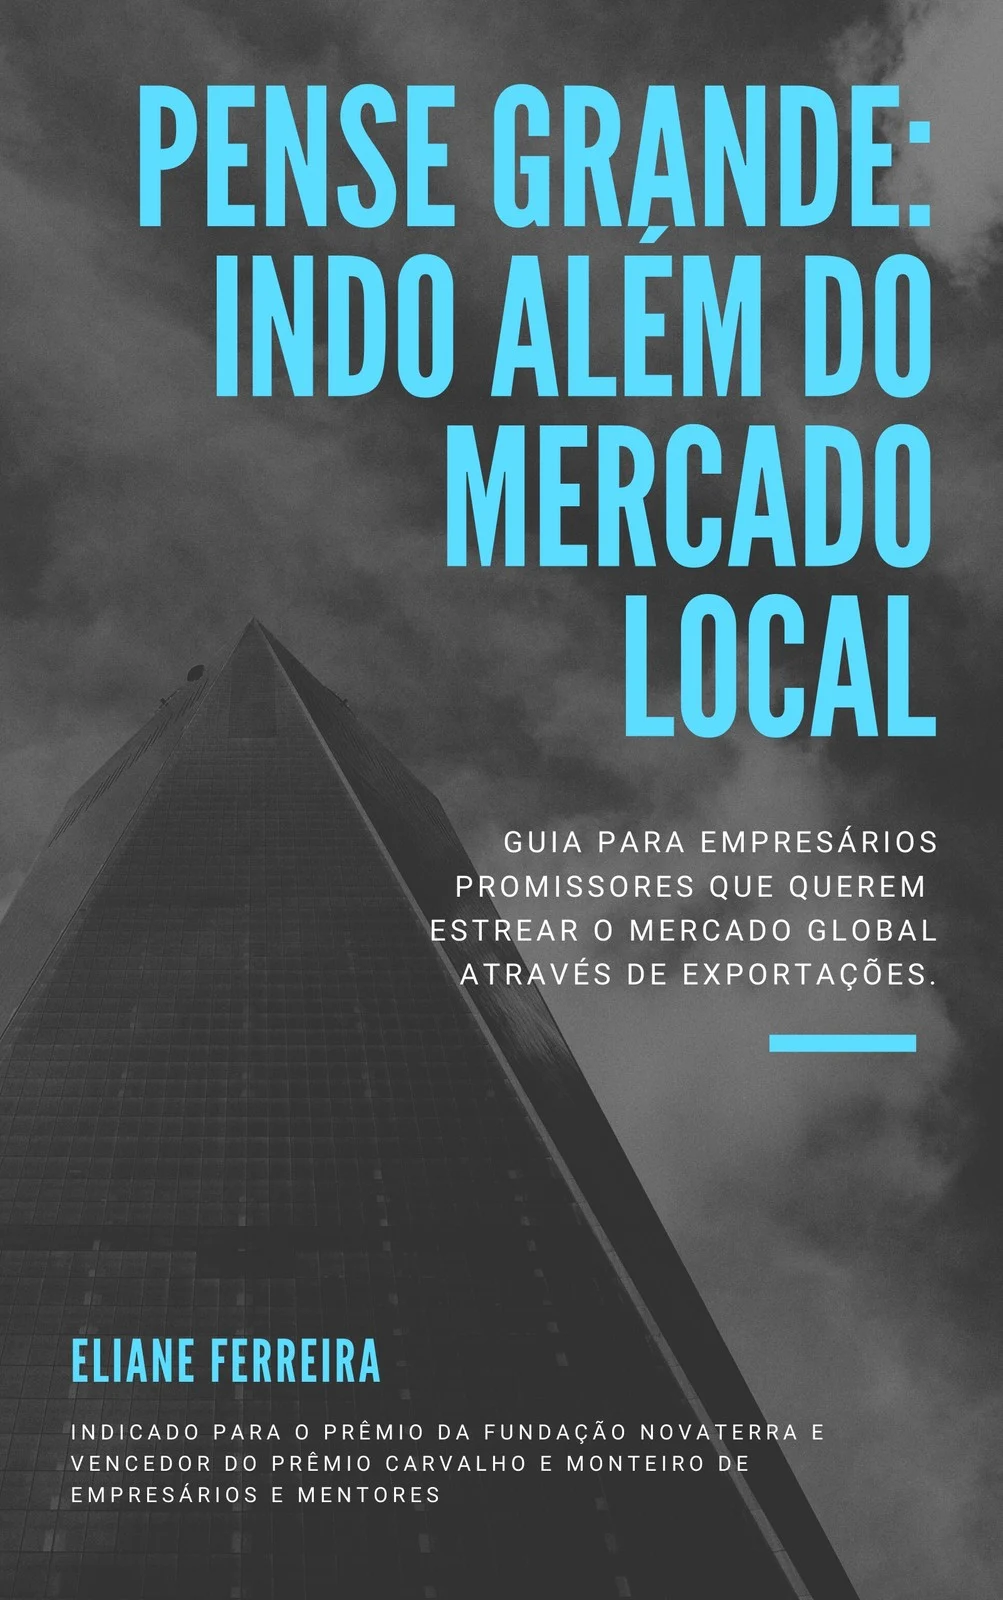 PENSE GRANDE:
INDO ALÉM DO
MERCADO
LOCAL
GUIA PARA EMPRESÁRIOS
PROMISSORES QUE QUEREM
ESTREAR O MERCADO GLOBAL
ATRAVÉS DE EXPORTAÇÕES.
ELIANE FERREIRA
INDICADO PARA O PRÊMIO DA FUNDAÇÃO NOVATERRA E
VENCEDOR DO PRÊMIO CARVALHO E MONTEIRO DE
EMPRESÁRIOS E MENTORES